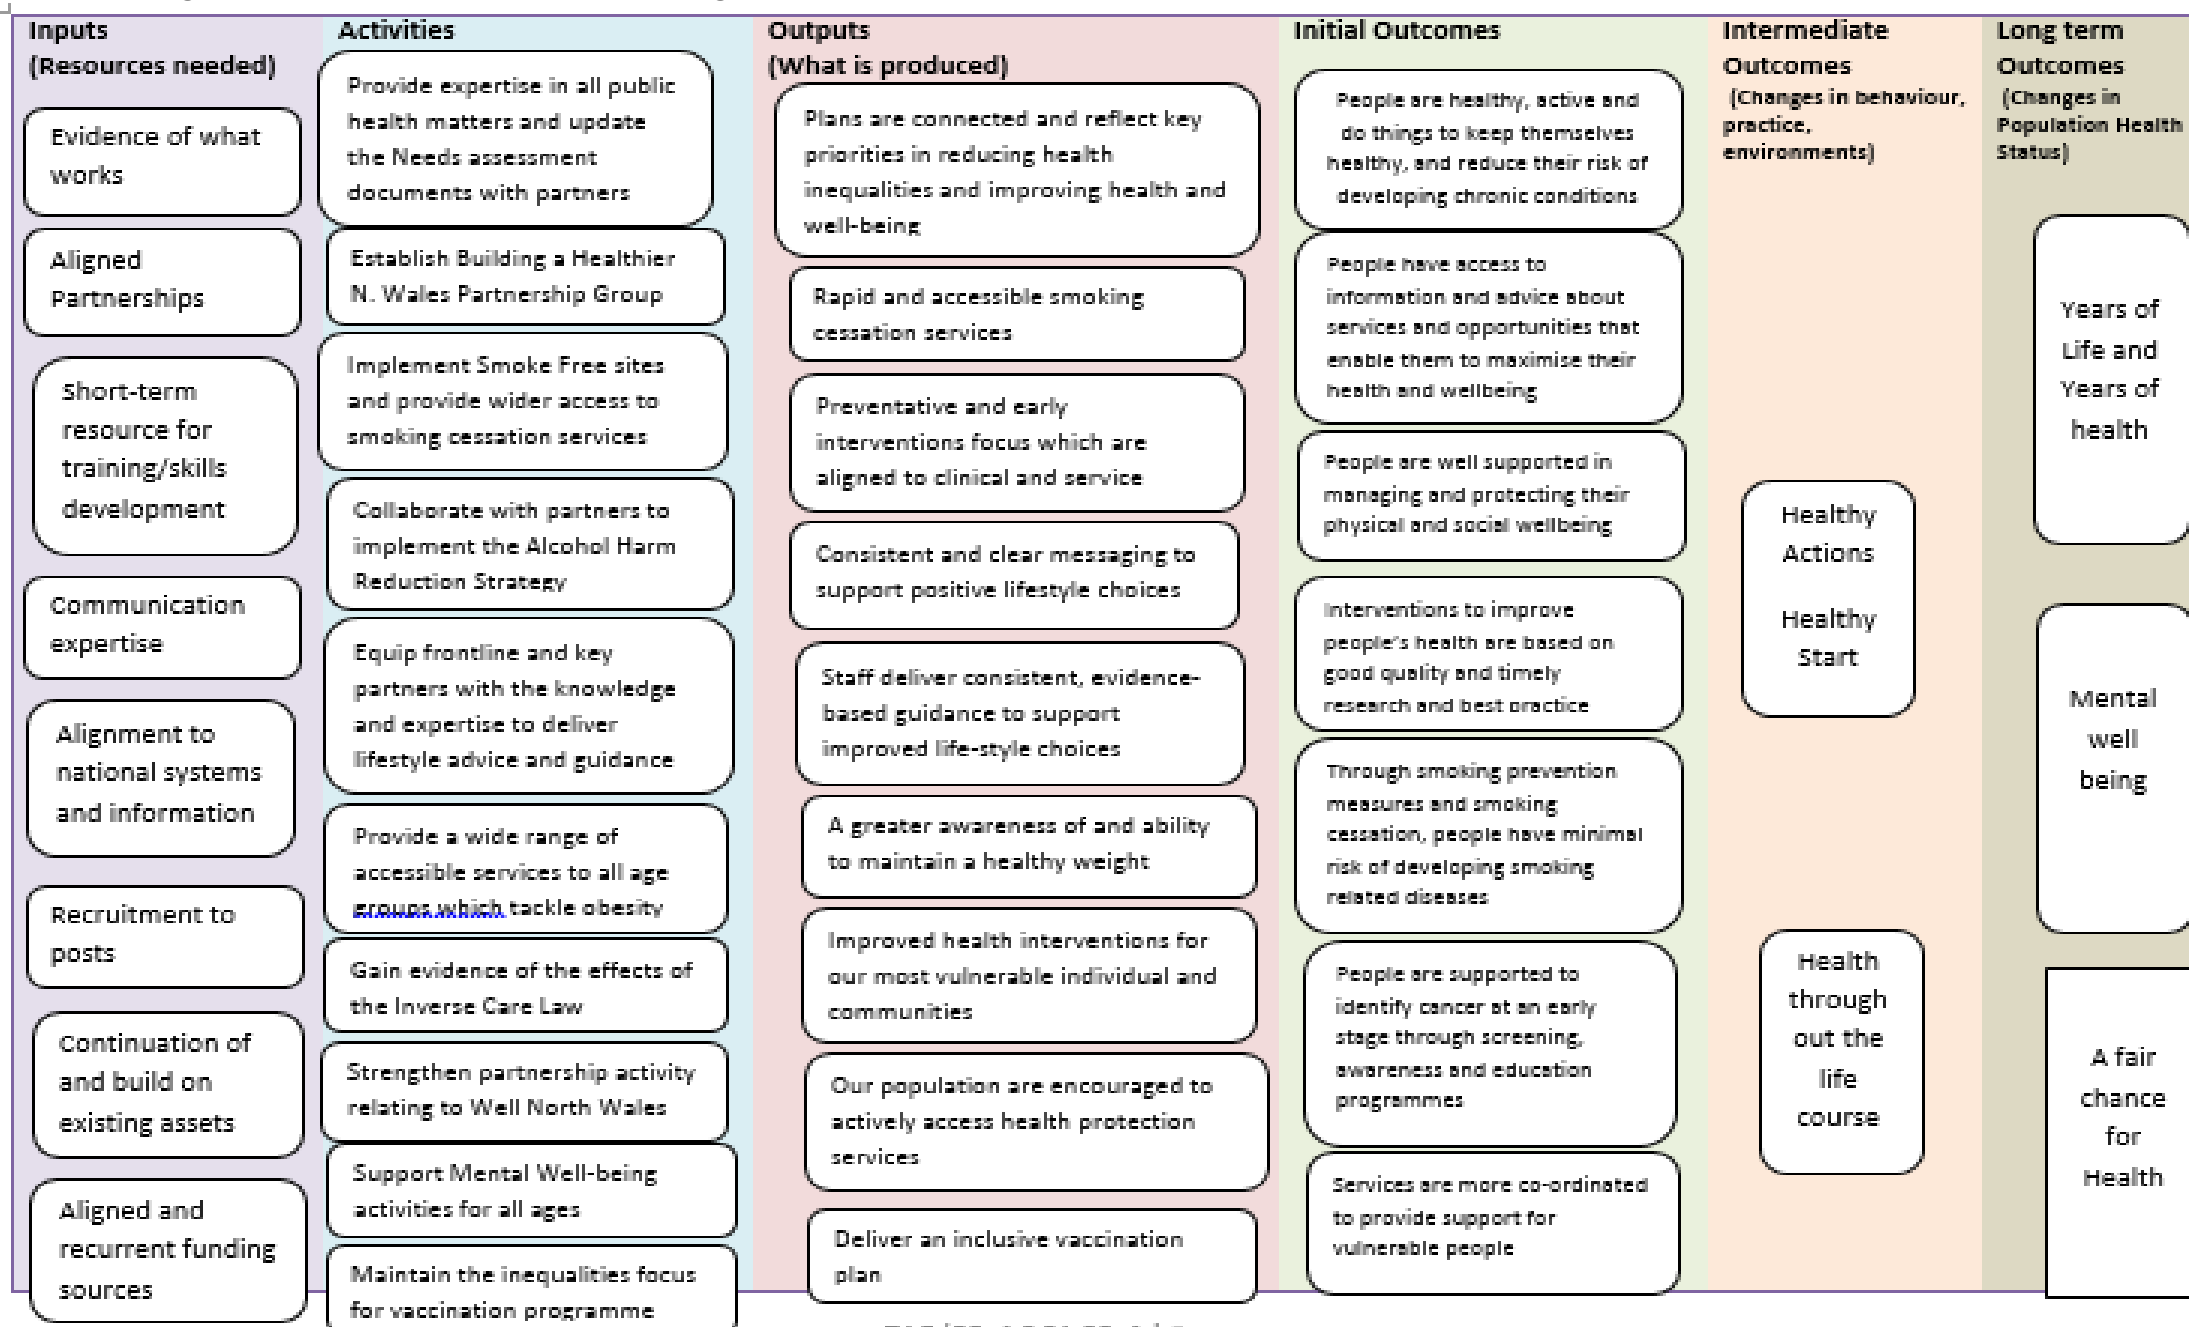 Inputs
(Resources needed)
Evidence of what
works
Aligned
Partnerships
Short-term
resource for
training/skills
development
Communication
expertise
Alignment to
national systems
and information
Recruitment to
posts
Continuation of
and build on
existing assets
Aligned and
recurrent funding
sources
Activities
Provide expertise in all public
health matters and update
the Needs assessment
documents with partners
Establish Building a Healthier
N. Wales Partnership Group
Implement Smoke Free sites
and provide wider access to
smoking cessation services
Collaborate with partners to
implement the Alcohol Harm
Reduction Strategy
Equip frontline and key
partners with the knowledge
and expertise to deliver
lifestyle advice and guidance
Provide a wide range of
accessible services to all age
groups which tackle obesity
Gain evidence of the effects of
the Inverse Care Law
Strengthen partnership activity
relating to Well North Wales
Support Mental Well-being
activities for all ages
Maintain the inequalities focus
for vaccination programme
Outputs
(What is produced)
Plans are connected and reflect key
priorities in reducing health
inequalities and improving health and
well-being
Rapid and accessible smoking
cessation services
Preventative and early
interventions focus which are
aligned to clinical and service
Consistent and clear messaging to
support positive lifestyle choices
Staff deliver consistent, evidence-
based guidance to support
improved life-style choices
A greater awareness of and ability
to maintain a healthy weight
Improved health interventions for
our most vulnerable individual and
communities
Our population are encouraged to
actively access health protection
services
Deliver an inclusive vaccination
plan
Initial Outcomes
People are healthy, active and
do things to keep themselves
healthy, and reduce their risk of
developing chronic conditions
People have access to
information and advice about
services and opportunities that
enable them to maximise their
health and wellbeing
People are well supported in
managing and protecting their
physical and social wellbeing
Interventions to improve
people's health are based on
good quality and timely
research and best practice
Through smoking prevention
measures and smoking
cessation, people have minimal
risk of developing smoking
related diseases
People are supported to
identify cancer at an early
stage through screening,
awareness and education
programmes
Services are more co-ordinated
to provide support for
vulnerable people
Intermediate
Outcomes
(Changes in behaviour,
practice,
environments)
Healthy
Actions
Healthy
Start
Health
through
out the
life
course
Long term
Outcomes
(Changes in
Population Health
Status)
Years of
Life and
Years of
health
Mental
well
being
A fair
chance
for
Health